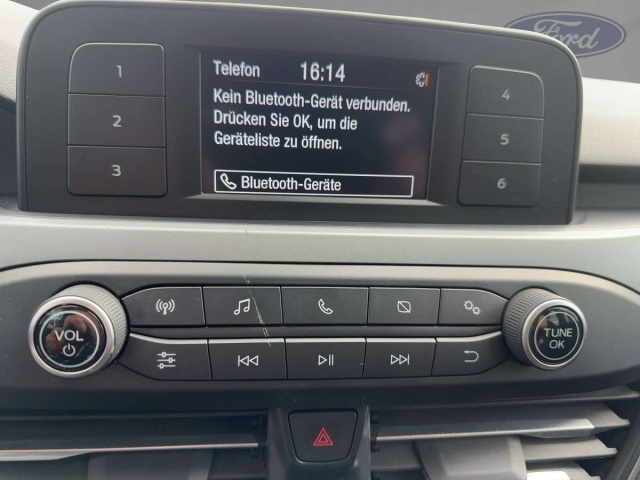 Ford
Telefon 16:14
Kein Bluetooth-Gerät verbunden.
Drücken Sie OK, um die
Geräteliste zu öffnen.
Bluetooth-Geräte
1
2
3
4
5
6
VOL
TUNE
OK